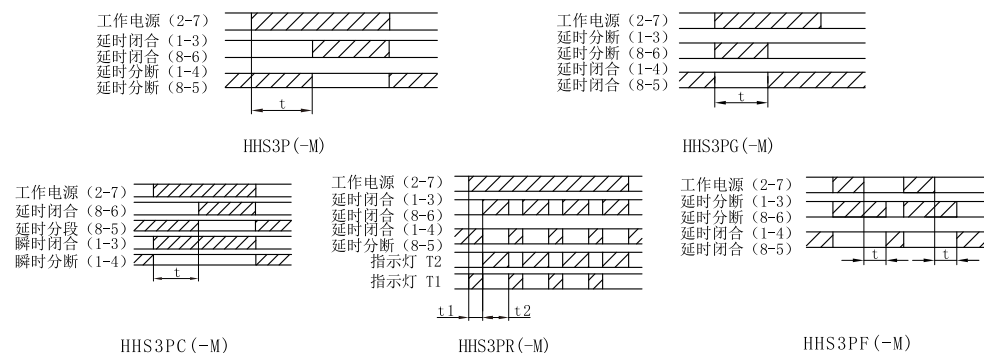 工作电源（2-7）
延时闭合（1-3）
延时闭合（8-6）
延时分断（1-4）
延时分断（8-5）
t
HHS3P(-M)
工作电源（2-7）
延时分断（1-3）
延时分断（8-6）
延时闭合（1-4）
延时闭合（8-5）
t
HHS3PG(-M)
工作电源（2-7）
延时闭合（8-6）
延时分段（8-5）
瞬时闭合（1-3）
瞬时分断（1-4）
t
HHS3PC(-M)
工作电源（2-7）
延时闭合（1-3）
延时闭合（8-6）
延时分断（1-4）
延时分断（8-5）
指示灯 T2
指示灯 T1
t1
t2
HHS3PR(-M)
工作电源（2-7）
延时分断（1-3）
延时分断（8-6）
延时闭合（1-4）
延时闭合（8-5）
t
t
HHS3PF(-M)